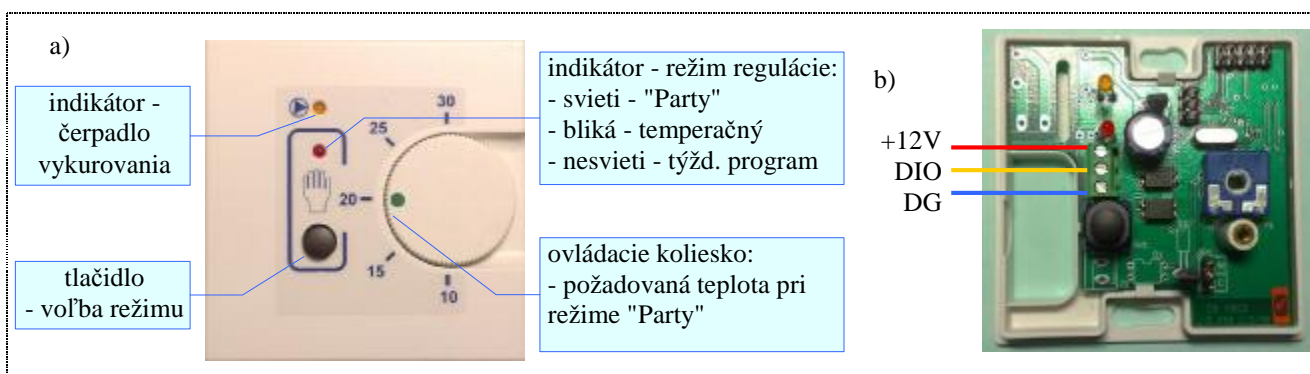 a)
indikátor -
čerpadlo
vykurovania
tlačidlo
- voľba režimu
30
25
20
15
10
indikátor - režim regulácie:
- svieti - "Party"
- bliká - temperačný
- nesvieti - týžd. program
ovládacie koliesko:
- požadovaná teplota pri
režime "Party"
b)
+12V
DIO
DG